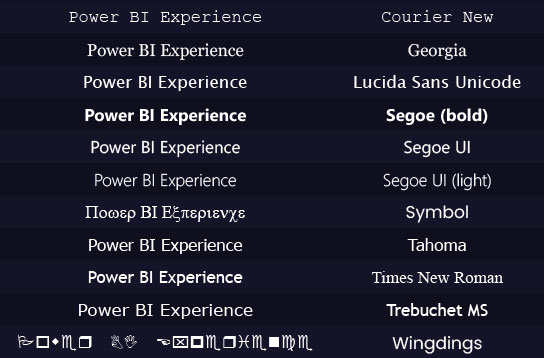 Power BI Experience Courier New
Power BI Experience Georgia
Power BI Experience Lucida Sans Unicode
Power BI Experience Segoe (bold)
Power BI Experience Segoe UI
Power BI Experience Segoe UI (light)
Ποωερ ΒΙ Εξπεριενχε Symbol
Power BI Experience Tahoma
Power BI Experience Times New Roman
Power BI Experience Trebuchet MS
🏱□⬥♏❒ 👌✋ ☜⌧◻♏❒♓♏■♍♏ Wingdings